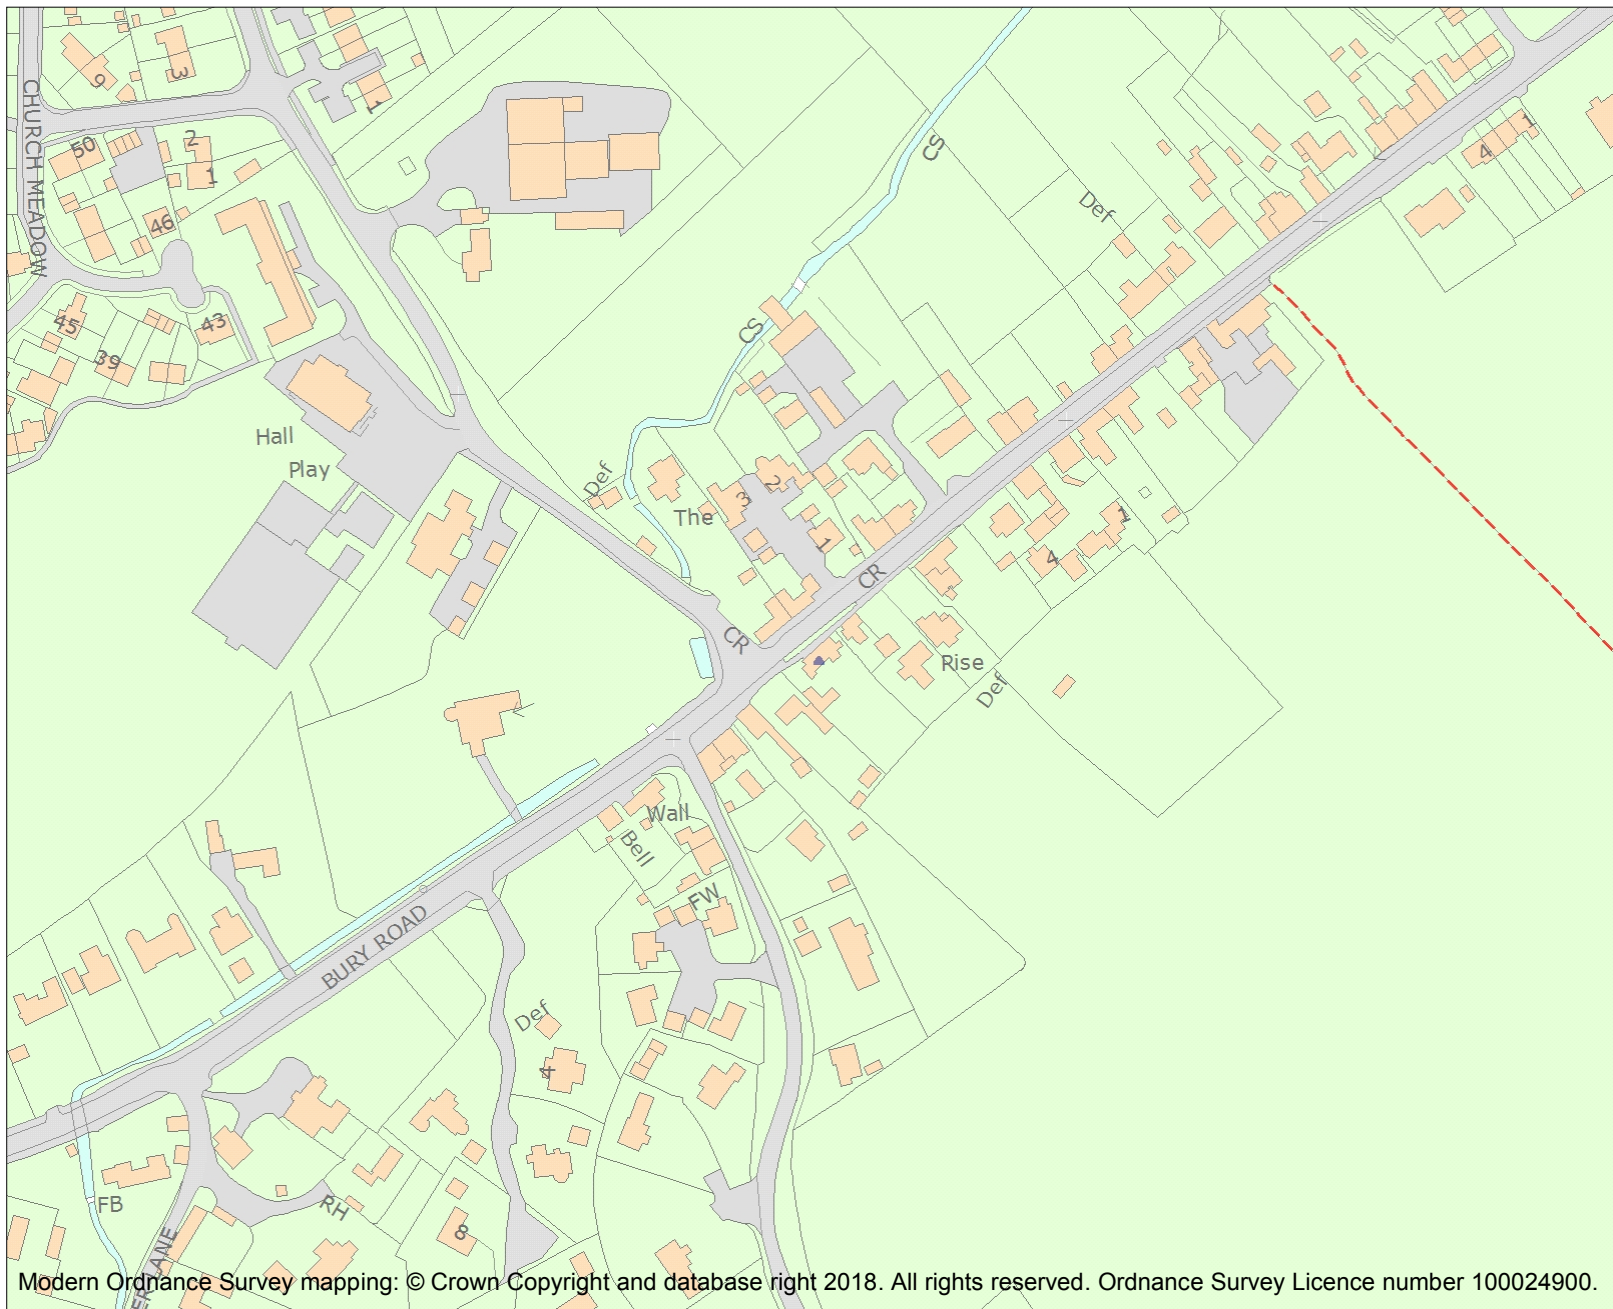 CHURCH MEADOW
9
3
1
50
2
1
46
CS
Def
1
4
45
43
39
CS
Hall
Play
Def
The
3
2
1
CR
4
7
CR
Rise
Def
Wall
Bell
FW
BURY ROAD
Def
4
FB
RH
8
ERLANE
Modern Ordnance Survey mapping: © Crown Copyright and database right 2018. All rights reserved. Ordnance Survey Licence number 100024900.